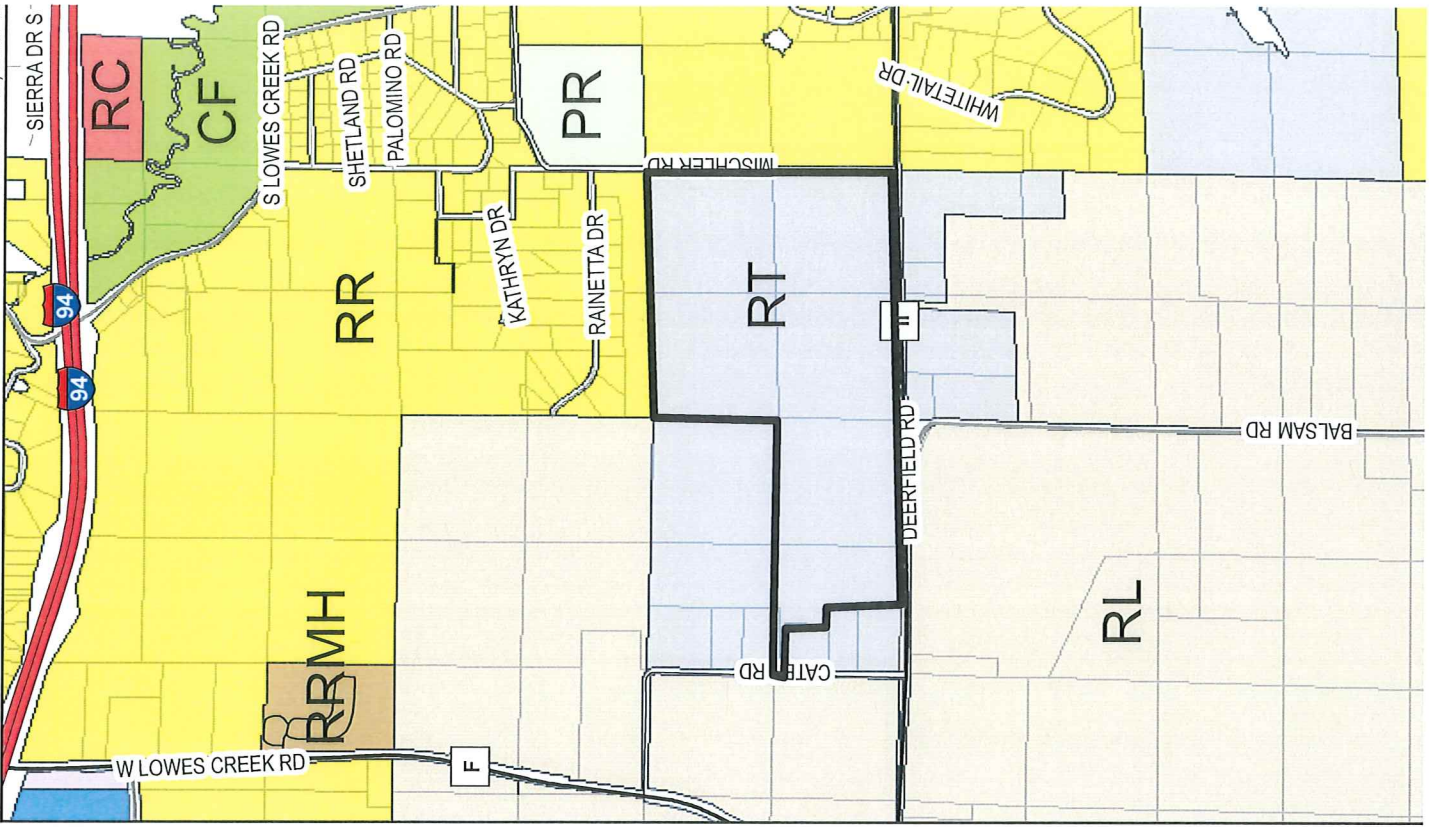 SIERRA DR S
RC
CF
S LOWES CREEK RD
SHETLAND RD
PALOMINO RD
PR
WHITETAIL DR
MISCHLER RD
94
94
RR
KATHRYN DR
RAINETTA DR
RT
II
DEERFIELD RD
BALSAM RD
RRMH
CATER RD
RL
W LOWES CREEK RD
F